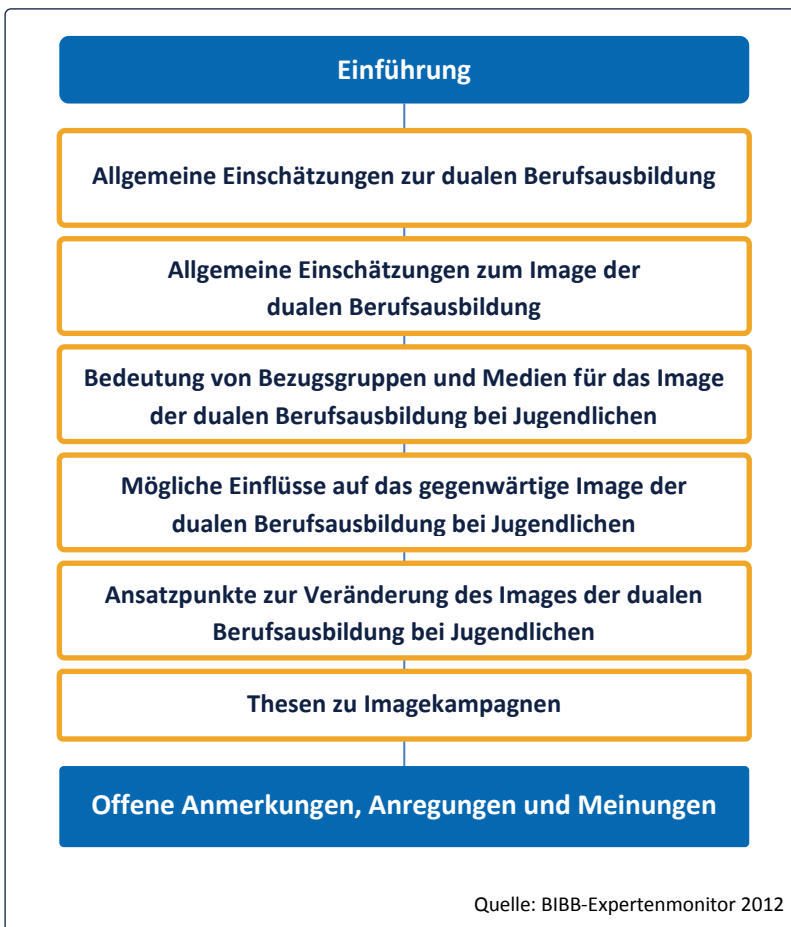 Einführung
Allgemeine Einschätzungen zur dualen Berufsausbildung
Allgemeine Einschätzungen zum Image der
dualen Berufsausbildung
Bedeutung von Bezugsgruppen und Medien für das Image
der dualen Berufsausbildung bei Jugendlichen
Mögliche Einflüsse auf das gegenwärtige Image der
dualen Berufsausbildung bei Jugendlichen
Ansatzpunkte zur Veränderung des Images der dualen
Berufsausbildung bei Jugendlichen
Thesen zu Imagekampagnen
Offene Anmerkungen, Anregungen und Meinungen
Quelle: BIBB-Expertenmonitor 2012